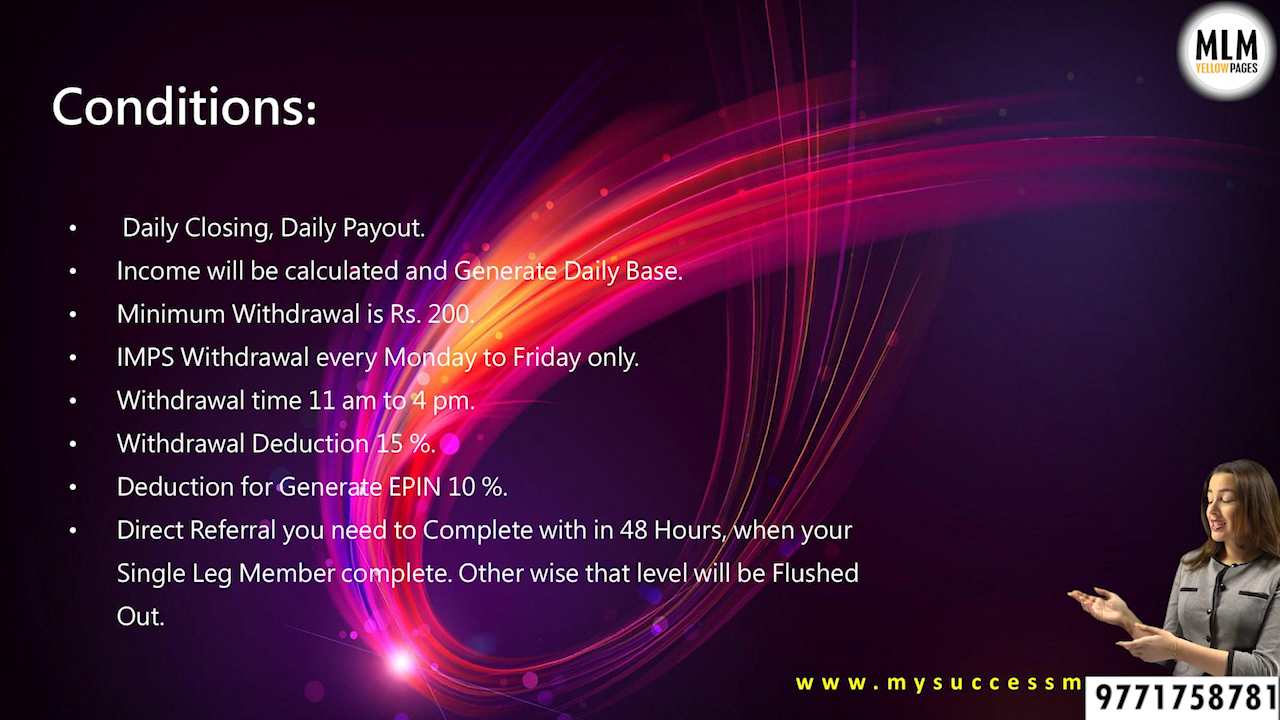 MLM
YELLOWPAGES
Conditions:
• Daily Closing, Daily Payout.
• Income will be calculated and Generate Daily Base.
• Minimum Withdrawal is Rs. 200.
• IMPS Withdrawal every Monday to Friday only.
• Withdrawal time 11 am to 4 pm.
• Withdrawal Deduction 15 %.
• Deduction for Generate EPIN 10 %.
• Direct Referral you need to Complete with in 48 Hours, when your
Single Leg Member complete. Other wise that level will be Flushed
Out.
www.mysuccessm
9771758781